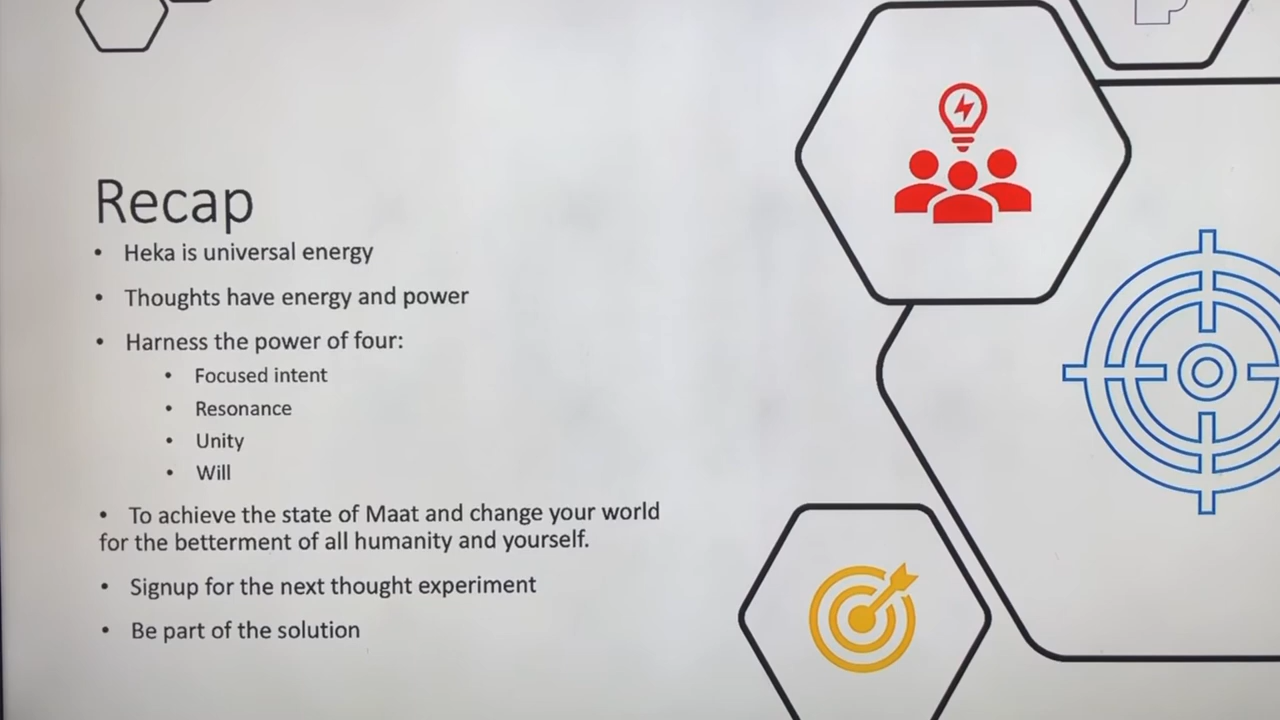 Recap
• Heka is universal energy
• Thoughts have energy and power
• Harness the power of four:
• Focused intent
• Resonance
• Unity
• Will
• To achieve the state of Maat and change your world
for the betterment of all humanity and yourself.
• Signup for the next thought experiment
• Be part of the solution